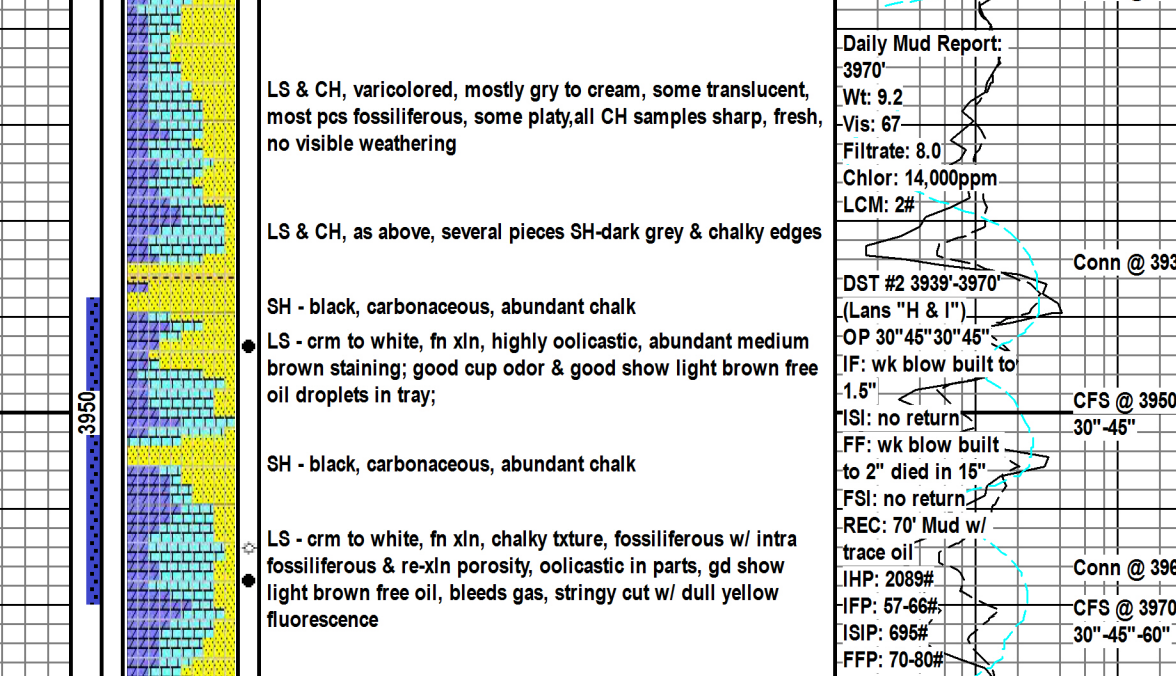 LS & CH, varicolored, mostly gry to cream, some translucent,
most pcs fossiliferous, some platy,all CH samples sharp, fresh,
no visible weathering
LS & CH, as above, several pieces SH-dark grey & chalky edges
SH - black, carbonaceous, abundant chalk
LS - crm to white, fn xln, highly oolicastic, abundant medium
brown staining; good cup odor & good show light brown free
oil droplets in tray;
3950
SH - black, carbonaceous, abundant chalk
LS - crm to white, fn xln, chalky txture, fossiliferous w/ intra
fossiliferous & re-xln porosity, oolicastic in parts, gd show
light brown free oil, bleeds gas, stringy cut w/ dull yellow
fluorescence
Daily Mud Report:
3970'
Wt: 9.2
Vis: 67
Filtrate: 8.0
Chlor: 14,000ppm
LCM: 2#
DST #2 3939'-3970'
(Lans "H & I")
OP 30"45"30"45"
IF: wk blow built to
1.5"
ISI: no return
FF: wk blow built
to 2" died in 15"
FSI: no return
REC: 70' Mud w/
trace oil
IHP: 2089#
IFP: 57-66#
ISIP: 695#
FFP: 70-80#
Conn @ 393
CFS @ 3950
30"-45"
Conn @ 396
CFS @ 3970
30"-45"-60"